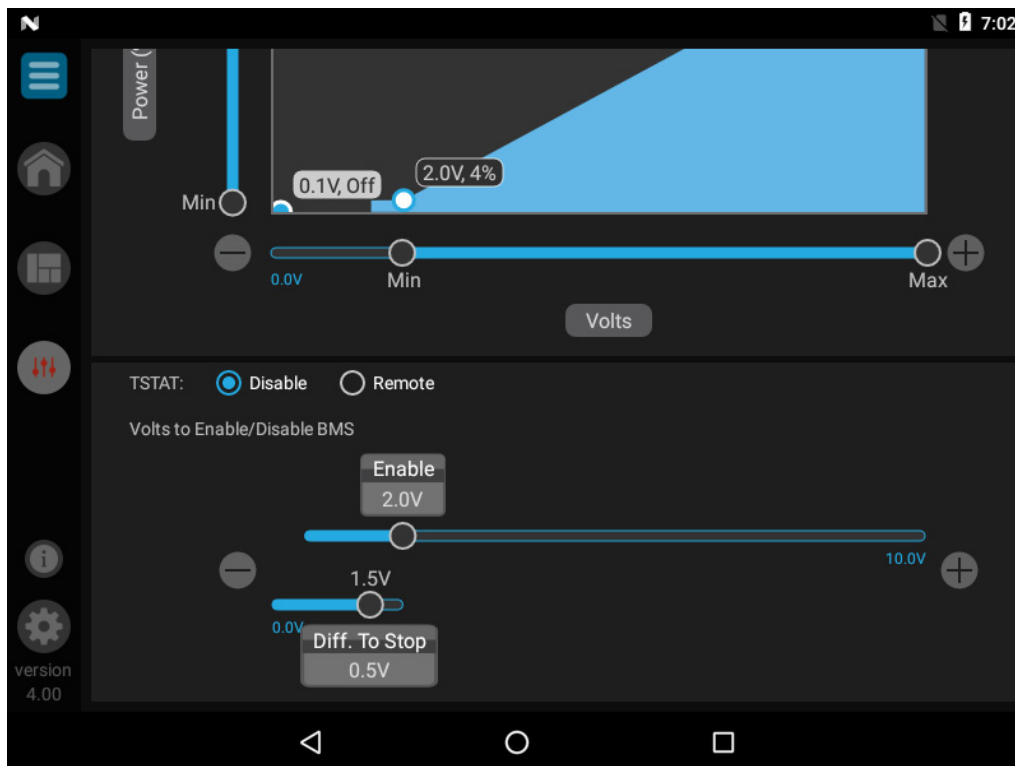 7:02
Power (
0.1V, Off
2.0V, 4%
Min
0.0V
Min
Max
Volts
TSTAT: Disable Remote
Volts to Enable/Disable BMS
Enable
2.0V
10.0V
1.5V
0.0V
Diff. To Stop
0.5V
version
4.00